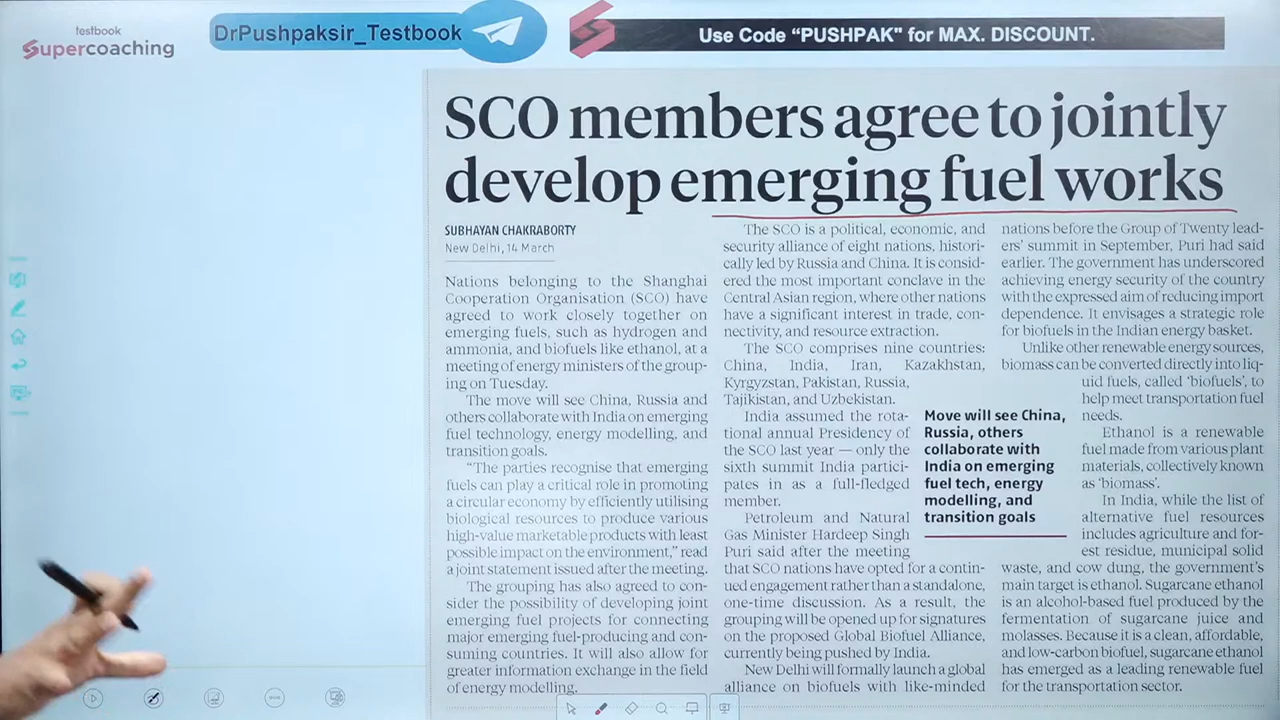 testbook
Supercoaching
DrPushpaksir_Testbook
Use Code “PUSHPAK" for MAX. DISCOUNT.
SCO members agree to jointly
develop emerging fuel works
SUBHAYAN CHAKRABORTY
New Delhi, 14 March
Nations belonging to the Shanghai
Cooperation Organisation (SCO) have
agreed to work closely together on
emerging fuels, such as hydrogen and
ammonia, and biofuels like ethanol, at a
meeting of energy ministers of the group-
ing on Tuesday.
The move will see China, Russia and
others collaborate with India on emerging
fuel technology, energy modelling, and
transition goals.
“The parties recognise that emerging
fuels can play a critical role in promoting
a circular economy by efficiently utilising
biological resources to produce various
high-value marketable products with least
possible impact on the environment,” read
a joint statement issued after the meeting.
The grouping has also agreed to con-
sider the possibility of developing joint
emerging fuel projects for connecting
major emerging fuel-producing and con-
suming countries. It will also allow for
greater information exchange in the field
of energy modelling.
The SCO is a political, economic, and
security alliance of eight nations, histori-
cally led by Russia and China. It is consid-
ered the most important conclave in the
Central Asian region, where other nations
have a significant interest in trade, con-
nectivity, and resource extraction.
The SCO comprises nine countries:
China, India, Iran, Kazakhstan,
Kyrgyzstan, Pakistan, Russia,
Tajikistan, and Uzbekistan.
India assumed the rota-
tional annual Presidency of
the SCO last year — only the
sixth summit India partici-
pates in as a full-fledged
member.
Petroleum and Natural
Gas Minister Hardeep Singh
Puri said after the meeting
that SCO nations have opted for a contin-
ued engagement rather than a standalone,
one-time discussion. As a result, the
grouping will be opened up for signatures
on the proposed Global Biofuel Alliance,
currently being pushed by India.
New Delhi will formally launch a global
alliance on biofuels with like-minded
Move will see China,
Russia, others
collaborate with
India on emerging
fuel tech, energy
modelling, and
transition goals
nations before the Group of Twenty lead-
ers’ summit in September, Puri had said
earlier. The government has underscored
achieving energy security of the country
with the expressed aim of reducing import
dependence. It envisages a strategic role
for biofuels in the Indian energy basket.
Unlike other renewable energy sources,
biomass can be converted directly into liq-
uid fuels, called ‘biofuels’, to
help meet transportation fuel
needs.
Ethanol is a renewable
fuel made from various plant
materials, collectively known
as ‘biomass’.
In India, while the list of
alternative fuel resources
includes agriculture and for-
est residue, municipal solid
waste, and cow dung, the government’s
main target is ethanol. Sugarcane ethanol
is an alcohol-based fuel produced by the
fermentation of sugarcane juice and
molasses. Because it is a clean, affordable,
and low-carbon biofuel, sugarcane ethanol
has emerged as a leading renewable fuel
for the transportation sector.